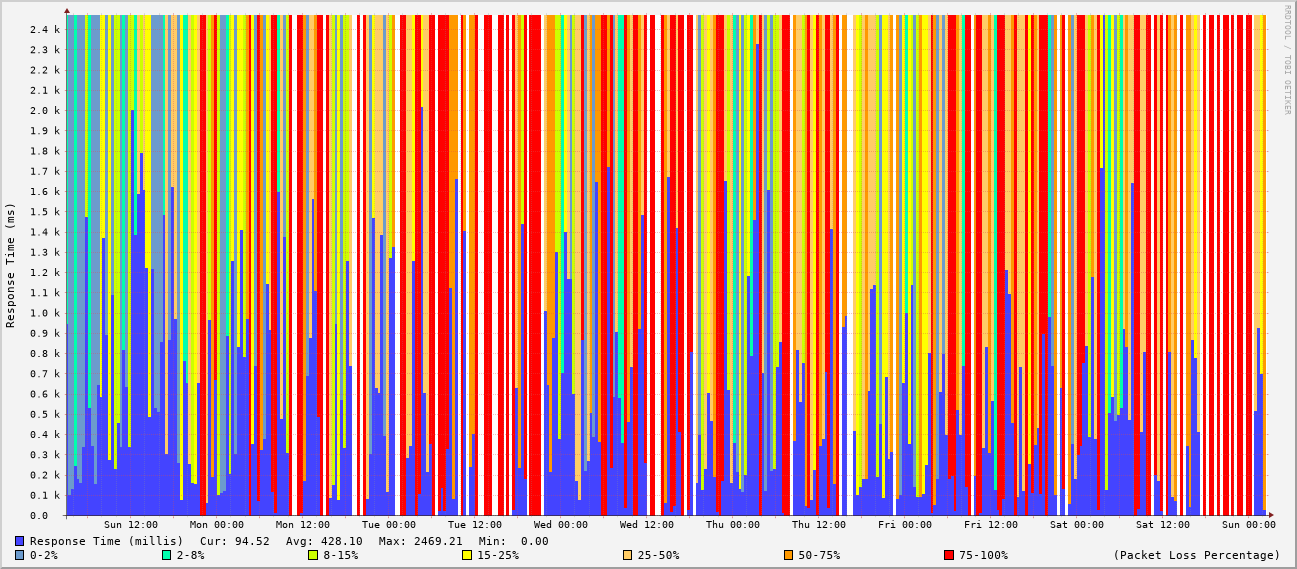 RRDTOOL / TOBI OETIKER
Response Time (ms)
2.4 k
2.3 k
2.2 k
2.1 k
2.0 k
1.9 k
1.8 k
1.7 k
1.6 k
1.5 k
1.4 k
1.3 k
1.2 k
1.1 k
1.0 k
0.9 k
0.8 k
0.7 k
0.6 k
0.5 k
0.4 k
0.3 k
0.2 k
0.1 k
0.0
Sun 12:00 Mon 00:00 Mon 12:00 Tue 00:00 Tue 12:00 Wed 00:00 Wed 12:00 Thu 00:00 Thu 12:00 Fri 00:00 Fri 12:00 Sat 00:00 Sat 12:00 Sun 00:00
Response Time (millis) Cur: 94.52 Avg: 428.10 Max: 2469.21 Min: 0.00
0-2% 2-8% 8-15% 15-25% 25-50% 50-75% 75-100% (Packet Loss Percentage)